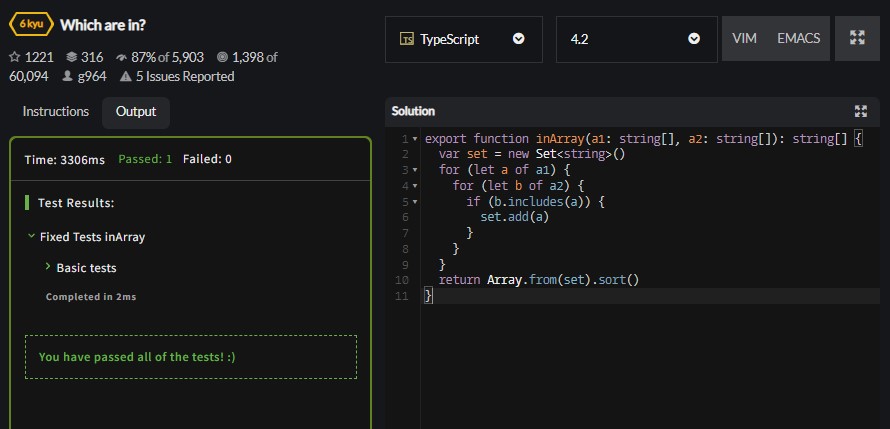 6 kyu Which are in?
1221 316 87% of 5,903 1,398 of
60,094 g964 5 Issues Reported
TS TypeScript 4.2 VIM EMACS
Instructions Output
Time: 3306ms Passed: 1 Failed: 0
Test Results:
Fixed Tests inArray
Basic tests
Completed in 2ms
You have passed all of the tests! :)
Solution
1 export function inArray(a1: string[], a2: string[]): string[] {
2 var set = new Set<string>()
3 for (let a of a1) {
4 for (let b of a2) {
5 if (b.includes(a)) {
6 set.add(a)
7 }
8 }
9 }
10 return Array.from(set).sort()
11 }